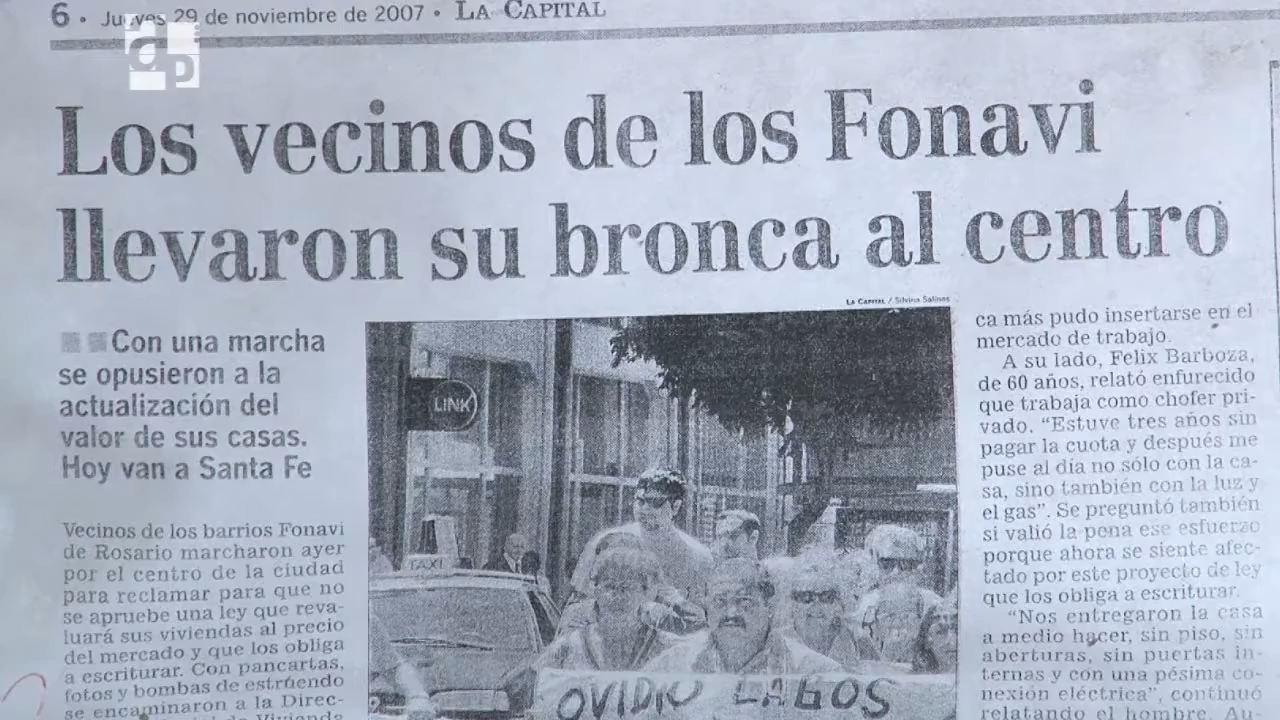 6 • Jueves 29 de noviembre de 2007 • LA CAPITAL
ap
Los vecinos de los Fonavi
llevaron su bronca al centro
LA CAPITAL / Silvina Salinas
Con una marcha
se opusieron a la
actualización del
valor de sus casas.
Hoy van a Santa Fe
Vecinos de los barrios Fonavi
de Rosario marcharon ayer
por el centro de la ciudad
para reclamar para que no
se apruebe una ley que reva-
luará sus viviendas al precio
del mercado y que los obliga
a escriturar. Con pancartas,
fotos y bombas de estruendo
se encaminaron a la Direc-
de Vivienda
LINK
TAXI
OVIDIO LAGOS
ca más pudo insertarse en el
mercado de trabajo.
A su lado, Felix Barboza,
de 60 años, relató enfurecido
que trabaja como chofer pri-
vado. “Estuve tres años sin
pagar la cuota y después me
puse al día no sólo con la ca-
sa, sino también con la luz y
el gas”. Se preguntó también
si valió la pena ese esfuerzo
porque ahora se siente afec-
tado por este proyecto de ley
que los obliga a escriturar.
“Nos entregaron la casa
a medio hacer, sin piso, sin
aberturas, sin puertas in-
ternas y con una pésima co-
nexión eléctrica”, continuó
relatando el hombre. Au-